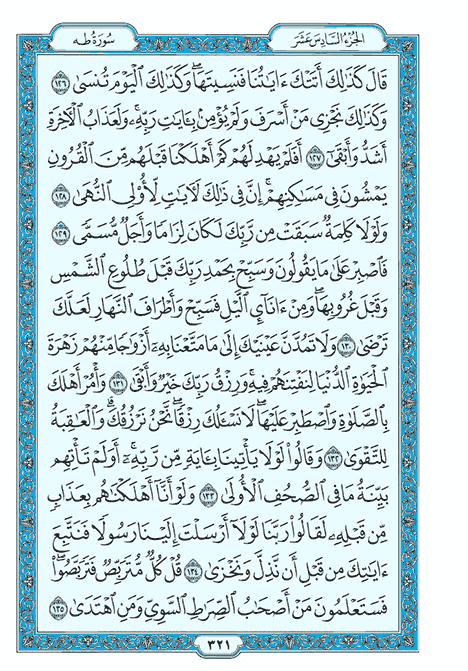 الجزء السادس عشر
سورة طه
قَالَ كَذَٰلِكَ أَتَتْكَ ءَايَٰتُنَا فَنَسِيتَهَا ۖ وَكَذَٰلِكَ ٱلْيَوْمَ تُنسَىٰ ١٢٦
وَكَذَٰلِكَ نَجْزِى مَنْ أَسْرَفَ وَلَمْ يُؤْمِنۢ بِـَٔايَٰتِ رَبِّهِۦ ۚ وَلَعَذَابُ ٱلْءَاخِرَةِ
أَشَدُّ وَأَبْقَىٰٓ ١٢٧ أَفَلَمْ يَهْدِ لَهُمْ كَمْ أَهْلَكْنَا قَبْلَهُم مِّنَ ٱلْقُرُونِ
يَمْشُونَ فِى مَسَٰكِنِهِمْ ۗ إِنَّ فِى ذَٰلِكَ لَءَايَٰتٍ لِّأُو۟لِى ٱلنُّهَىٰ ١٢٨
وَلَوْلَا كَلِمَةٌ سَبَقَتْ مِن رَّبِّكَ لَكَانَ لِزَامًا وَأَجَلٌ مُّسَمًّى ١٢٩
فَٱصْبِرْ عَلَىٰ مَا يَقُولُونَ وَسَبِّحْ بِحَمْدِ رَبِّكَ قَبْلَ طُلُوعِ ٱلشَّمْسِ
وَقَبْلَ غُرُوبِهَا ۖ وَمِنْ ءَانَآئِ ٱلَّيْلِ فَسَبِّحْ وَأَطْرَافَ ٱلنَّهَارِ لَعَلَّكَ
تَرْضَىٰ ١٣٠ وَلَا تَمُدَّنَّ عَيْنَيْكَ إِلَىٰ مَا مَتَّعْنَا بِهِۦٓ أَزْوَٰجًا مِّنْهُمْ زَهْرَةَ
ٱلْحَيَوٰةِ ٱلدُّنْيَا لِنَفْتِنَهُمْ فِيهِ ۚ وَرِزْقُ رَبِّكَ خَيْرٌ وَأَبْقَىٰ ١٣١ وَأْمُرْ أَهْلَكَ
بِٱلصَّلَوٰةِ وَٱصْطَبِرْ عَلَيْهَا ۖ لَا نَسْـَٔلُكَ رِزْقًا ۖ نَّحْنُ نَرْزُقُكَ ۗ وَٱلْعَٰقِبَةُ
لِلتَّقْوَىٰ ١٣٢ وَقَالُوا۟ لَوْلَا يَأْتِينَا بِـَٔايَةٍ مِّن رَّبِّهِۦٓ ۚ أَوَلَمْ تَأْتِهِم
بَيِّنَةُ مَا فِى ٱلصُّحُفِ ٱلْأُولَىٰ ١٣٣ وَلَوْ أَنَّآ أَهْلَكْنَٰهُم بِعَذَابٍ
مِّن قَبْلِهِۦ لَقَالُوا۟ رَبَّنَا لَوْلَآ أَرْسَلْتَ إِلَيْنَا رَسُولًا فَنَتَّبِعَ
ءَايَٰتِكَ مِن قَبْلِ أَن نَّذِلَّ وَنَخْزَىٰ ١٣٤ قُلْ كُلٌّ مُّتَرَبِّصٌ فَتَرَبَّصُوا۟ ۖ
فَسَتَعْلَمُونَ مَنْ أَصْحَٰبُ ٱلصِّرَٰطِ ٱلسَّوِىِّ وَمَنِ ٱهْتَدَىٰ ١٣٥
٣٢١